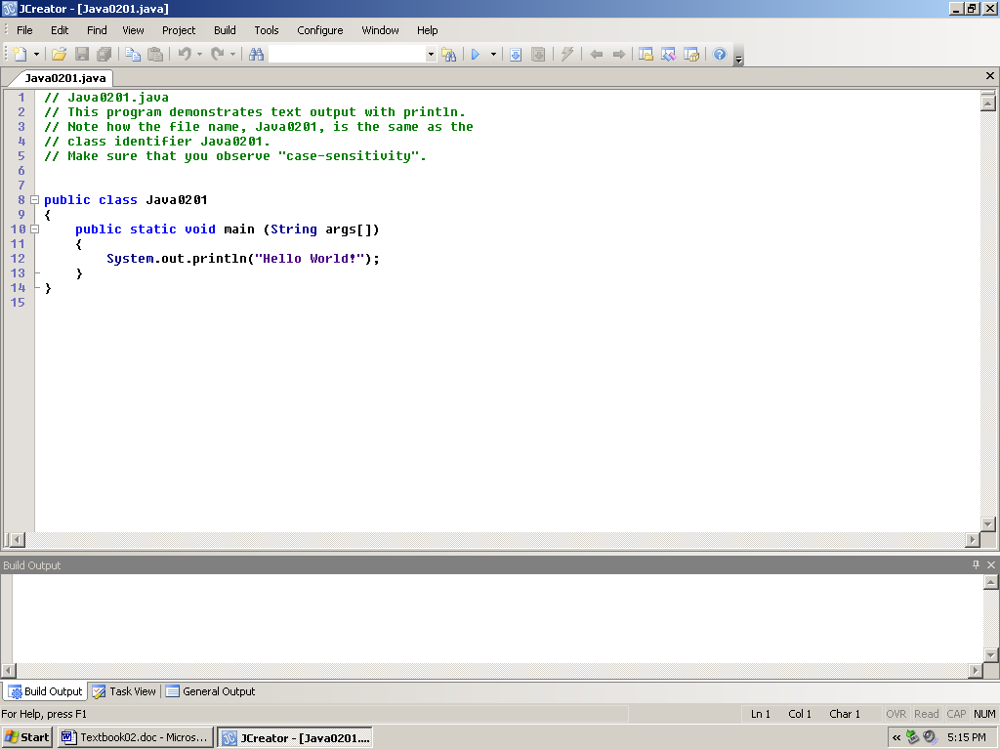 JCreator - [Java0201.java]
File Edit Find View Project Build Tools Configure Window Help
Java0201.java
1 // Java0201.java
2 // This program demonstrates text output with println.
3 // Note how the file name, Java0201, is the same as the
4 // class identifier Java0201.
5 // Make sure that you observe "case-sensitivity".
6
7
8 public class Java0201
9 {
10 public static void main (String args[])
11 {
12 System.out.println("Hello World!");
13 }
14 }
15
Build Output
Build Output Task View General Output
For Help, press F1 Ln 1 Col 1 Char 1 OVR Read CAP NUM
Start Textbook02.doc - Micros... JCreator - [Java0201.... « 5:15 PM